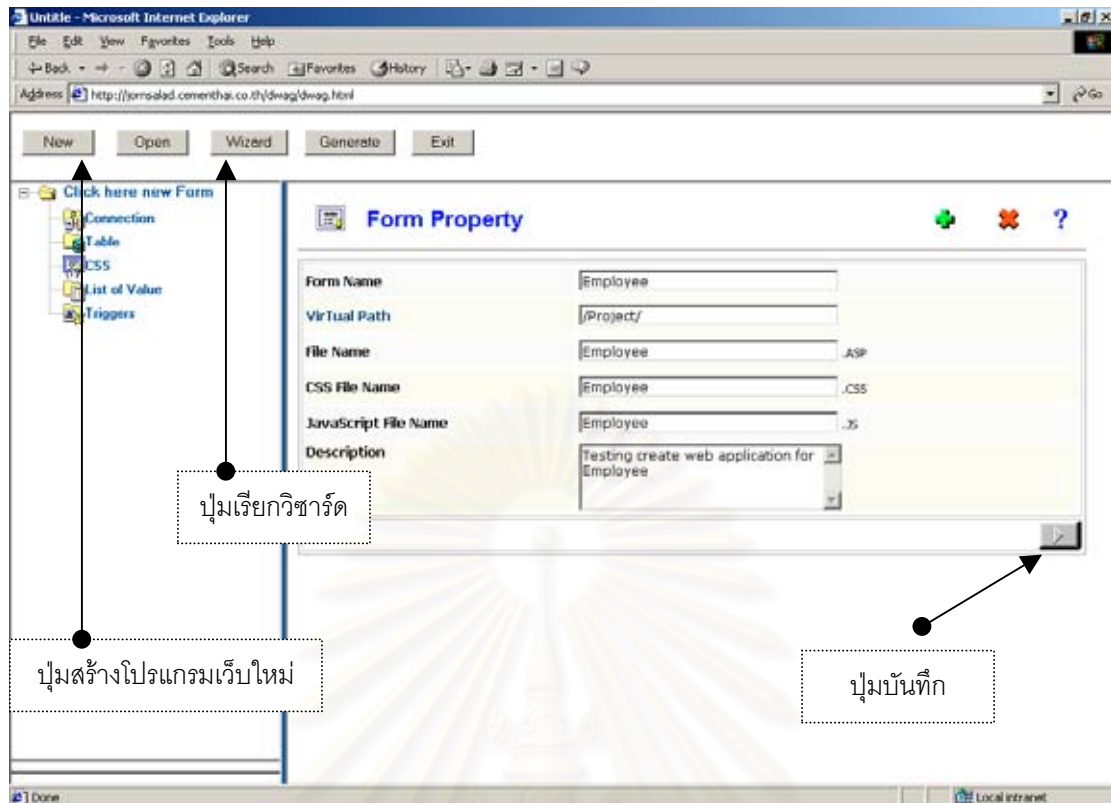 Untitle - Microsoft Internet Explorer
File Edit View Favorites Tools Help
Back Search Favorites History
Address http://jornsalad.cementhai.co.th/dwag/dwag.html Go
New Open Wizard Generate Exit
Click here new Form
Connection
Table
CSS
List of Value
Triggers
Form Property ?
Form Name Employee
VirTual Path /Project/
File Name Employee .ASP
CSS File Name Employee .CSS
JavaScript File Name Employee .JS
Description Testing create web application for
Employee
ปุ่มเรียกวิซาร์ด
ปุ่มสร้างโปรแกรมเว็บใหม่
ปุ่มบันทึก
Done Local intranet